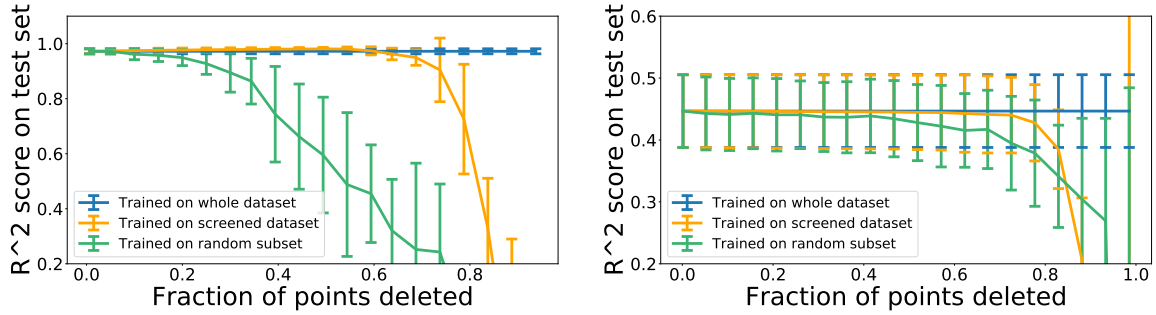 R^2 score on test set
1.0
0.8
0.6
0.4
0.2
0.0
0.2
0.4
0.6
0.8
Fraction of points deleted
Trained on whole dataset
Trained on screened dataset
Trained on random subset
R^2 score on test set
0.6
0.5
0.4
0.3
0.2
0.0
0.2
0.4
0.6
0.8
1.0
Fraction of points deleted
Trained on whole dataset
Trained on screened dataset
Trained on random subset